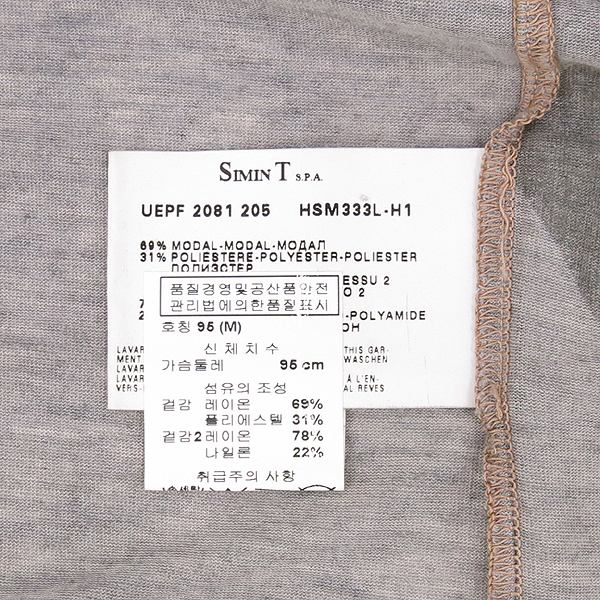 SIMIN T S.P.A.
UEPF 2081 205 HSM333L-H1
69% MODAL-MODAL-МОДАЛ
31% POLIESTERE-POLYESTER-POLIESTER
ПОЛИЭСТЕР
ESSU 2
O 2
품질경영및공산품안전
관리법에의한품질표시
7
-POLYAMIDE
2
호칭 95 (M)
신체치수
LAVAR
THIS GAR-
MENT
WASCHEN
가슴둘레 95 cm
LAVAR
LAVAR
À L'EN-
VERS-
AL REVES
섬유의 조성
겉감 레이온 69%
폴리에스텔 31%
겉감2 레이온 78%
나일론 22%
취급주의 사항